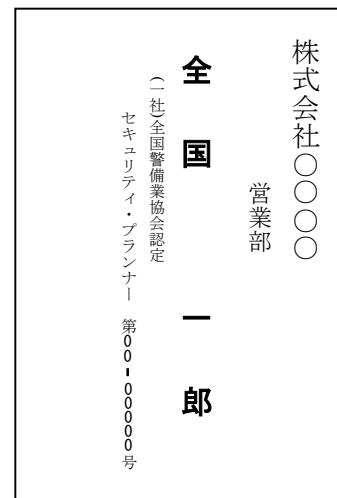 株式会社〇〇〇〇
営業部
全国 一郎
(一社)全国警備業協会認定
セキュリティ・プランナー 第00-00000号